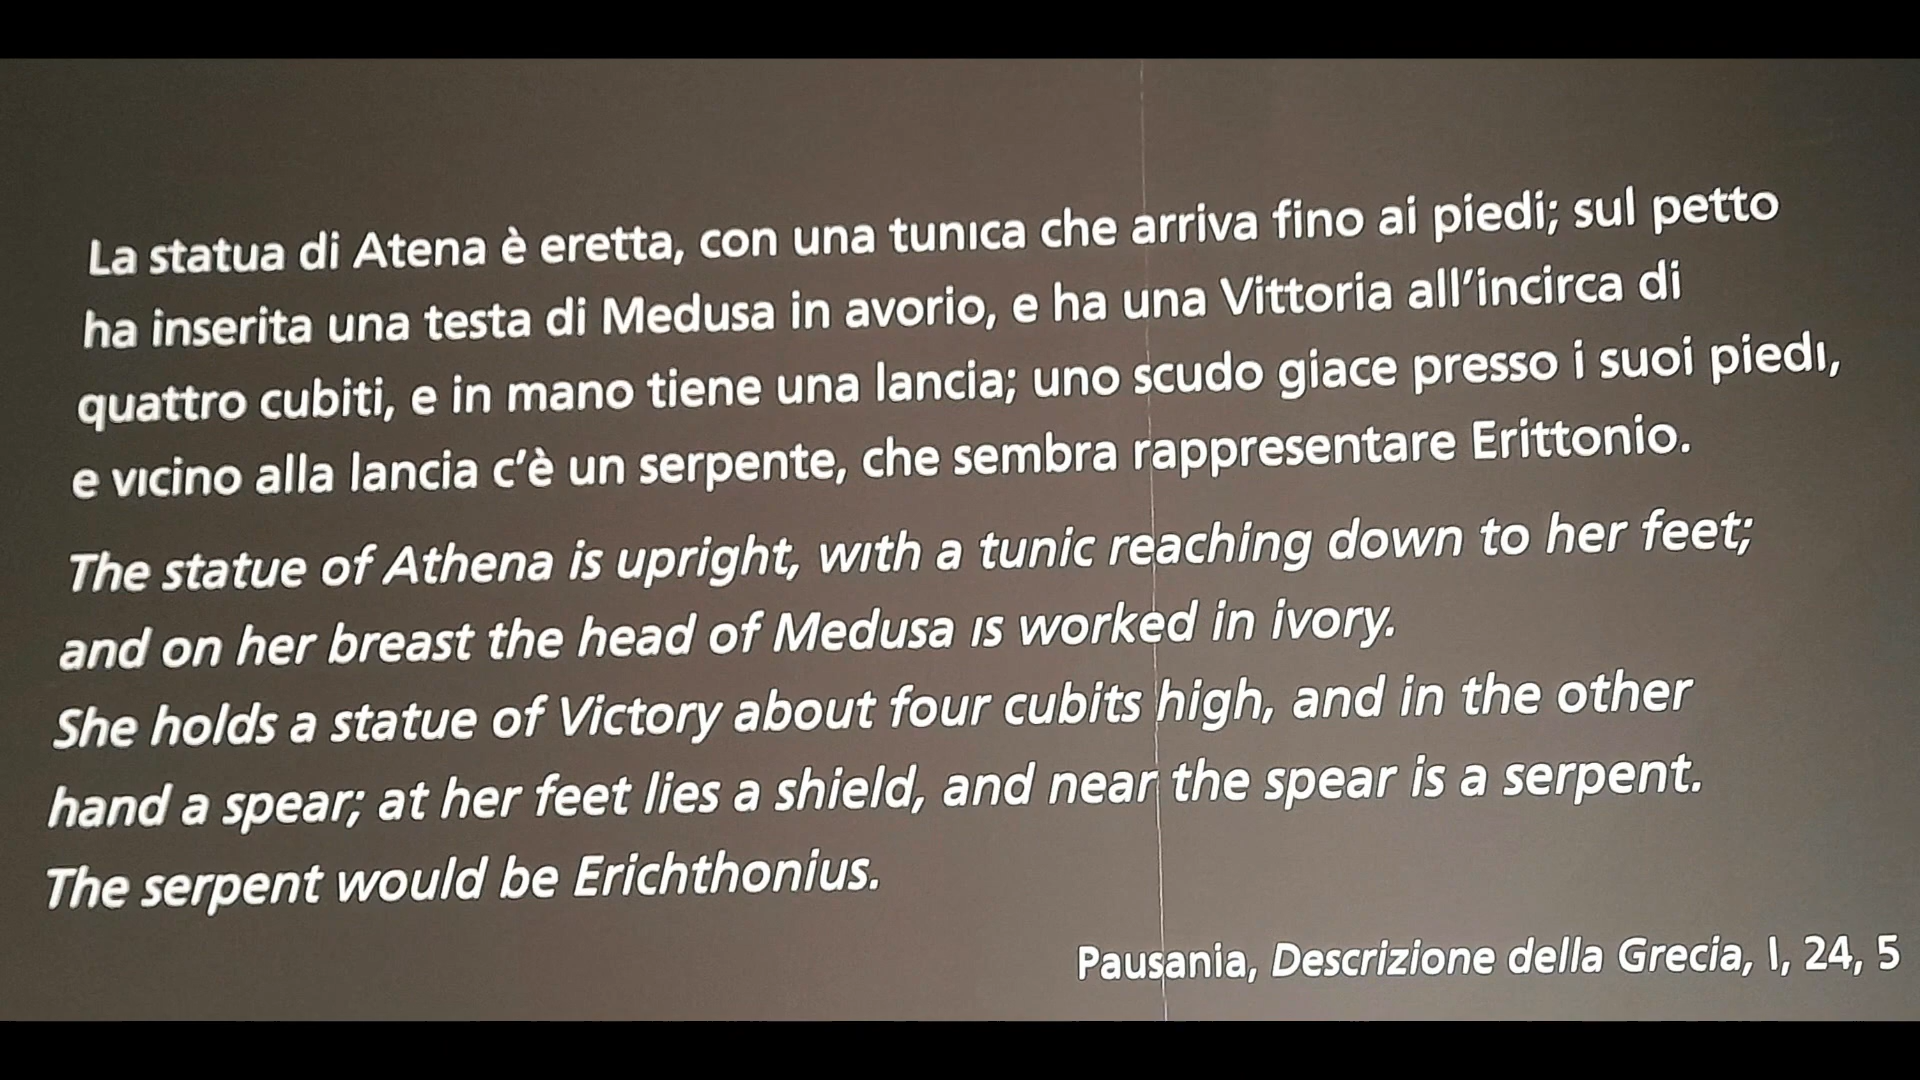 La statua di Atena è eretta, con una tunica che arriva fino ai piedi; sul petto
ha inserita una testa di Medusa in avorio, e ha una Vittoria all'incirca di
quattro cubiti, e in mano tiene una lancia; uno scudo giace presso i suoi piedi,
e vicino alla lancia c'è un serpente, che sembra rappresentare Erittonio.
The statue of Athena is upright, with a tunic reaching down to her feet;
and on her breast the head of Medusa is worked in ivory.
She holds a statue of Victory about four cubits high, and in the other
hand a spear; at her feet lies a shield, and near the spear is a serpent.
The serpent would be Erichthonius.
Pausania, Descrizione della Grecia, I, 24, 5